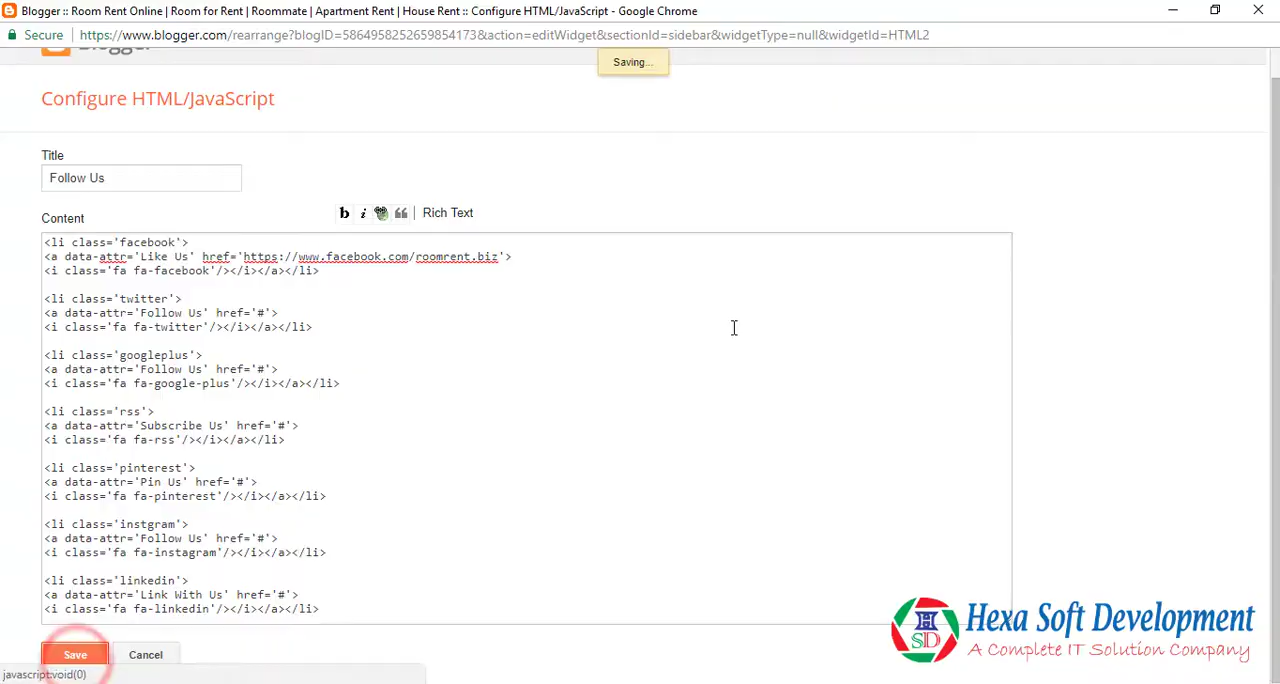 Blogger :: Room Rent Online | Room for Rent | Roommate | Apartment Rent | House Rent :: Configure HTML/JavaScript - Google Chrome
Secure | https://www.blogger.com/rearrange?blogID=5864958252659854173&action=editWidget&sectionId=sidebar&widgetType=null&widgetId=HTML2
Blogger
Saving...
Configure HTML/JavaScript
Title
Follow Us
Content
b i | Rich Text
<li class='facebook'>
<a data-attr='Like Us' href='https://www.facebook.com/roomrent.biz'>
<i class='fa fa-facebook'/></i></a></li>
<li class='twitter'>
<a data-attr='Follow Us' href='#'>
<i class='fa fa-twitter'/></i></a></li>
<li class='googleplus'>
<a data-attr='Follow Us' href='#'>
<i class='fa fa-google-plus'/></i></a></li>
<li class='rss'>
<a data-attr='Subscribe Us' href='#'>
<i class='fa fa-rss'/></i></a></li>
<li class='pinterest'>
<a data-attr='Pin Us' href='#'>
<i class='fa fa-pinterest'/></i></a></li>
<li class='instgram'>
<a data-attr='Follow Us' href='#'>
<i class='fa fa-instagram'/></i></a></li>
<li class='linkedin'>
<a data-attr='Link With Us' href='#'>
<i class='fa fa-linkedin'/></i></a></li>
Save Cancel
javascript:void(0)
H
SD
Hexa Soft Development
A Complete IT Solution Company